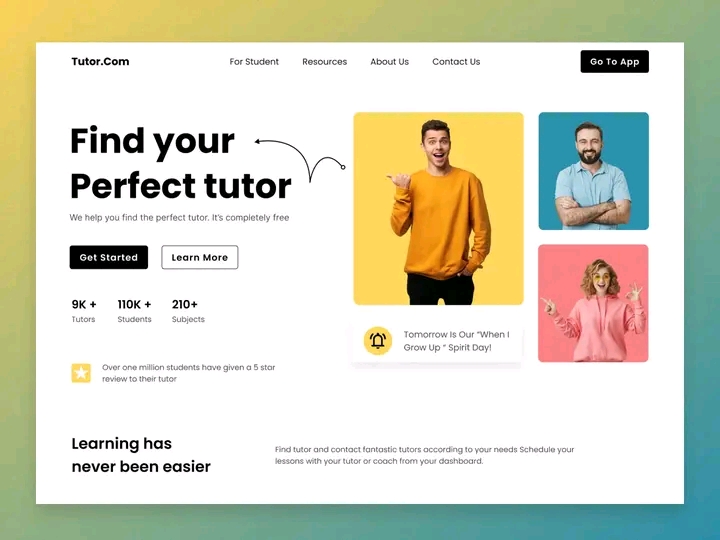 Tutor.Com
For Student
Resources
About Us
Contact Us
Go To App
Find your
Perfect tutor
We help you find the perfect tutor. It's completely free
Get Started
Learn More
9K +
Tutors
110K +
Students
210+
Subjects
Over one million students have given a 5 star
review to their tutor
Tomorrow Is Our "When I
Grow Up " Spirit Day!
Learning has
never been easier
Find tutor and contact fantastic tutors according to your needs Schedule your
lessons with your tutor or coach from your dashboard.